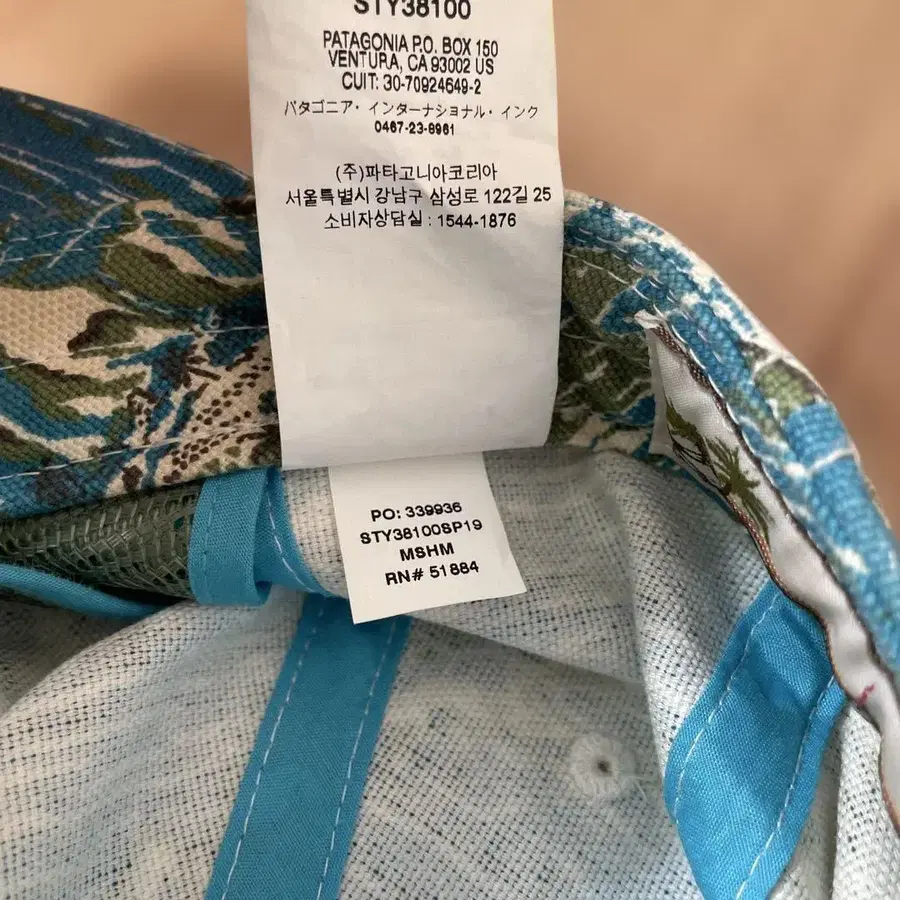 STY38100
PATAGONIA P.O. BOX 150
VENTURA, CA 93002 US
CUIT: 30-70924649-2
パタゴニア・インターナショナル・インク
0467-23-8961
(주)파타고니아코리아
서울특별시 강남구 삼성로 122길 25
소비자상담실 : 1544-1876
PO: 339936
STY38100SP19
MSHM
RN# 51884